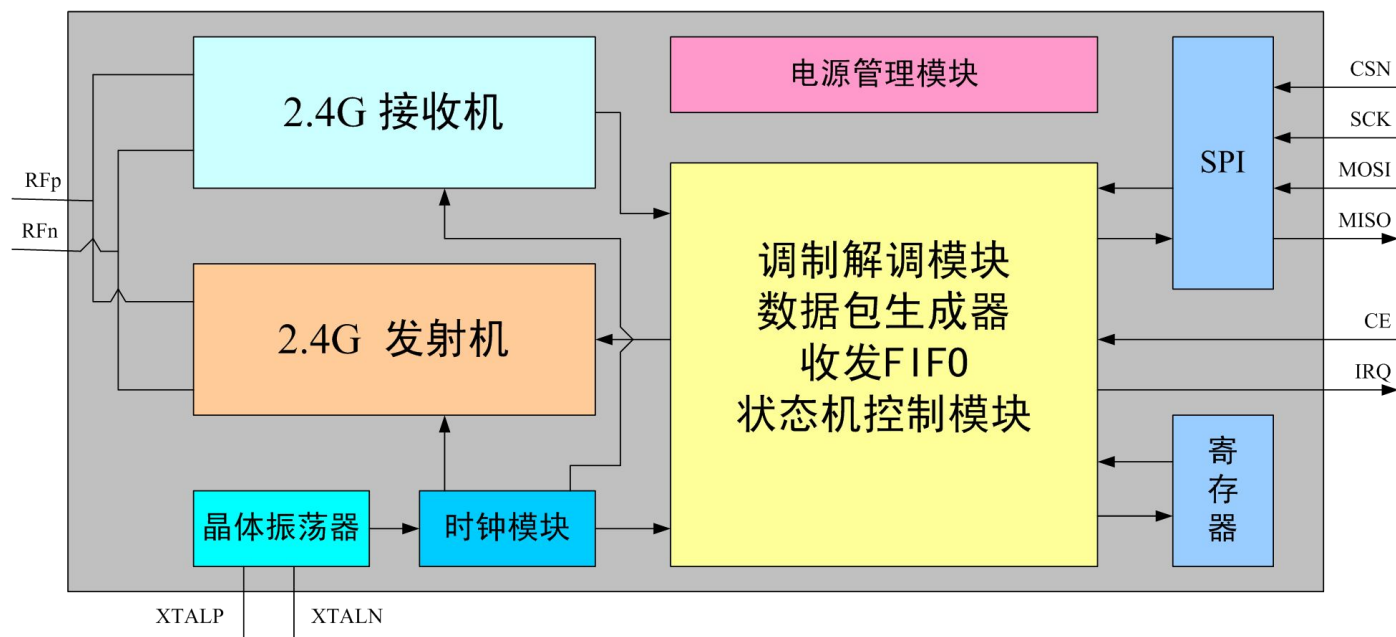 电源管理模块
CSN
2.4G 接收机
SCK
SPI
MOSI
RFp
MISO
RFn
调制解调模块
数据包生成器
收发FIFO
状态机控制模块
2.4G 发射机
CE
IRQ
寄
存
器
晶体振荡器
时钟模块
XTALP
XTALN